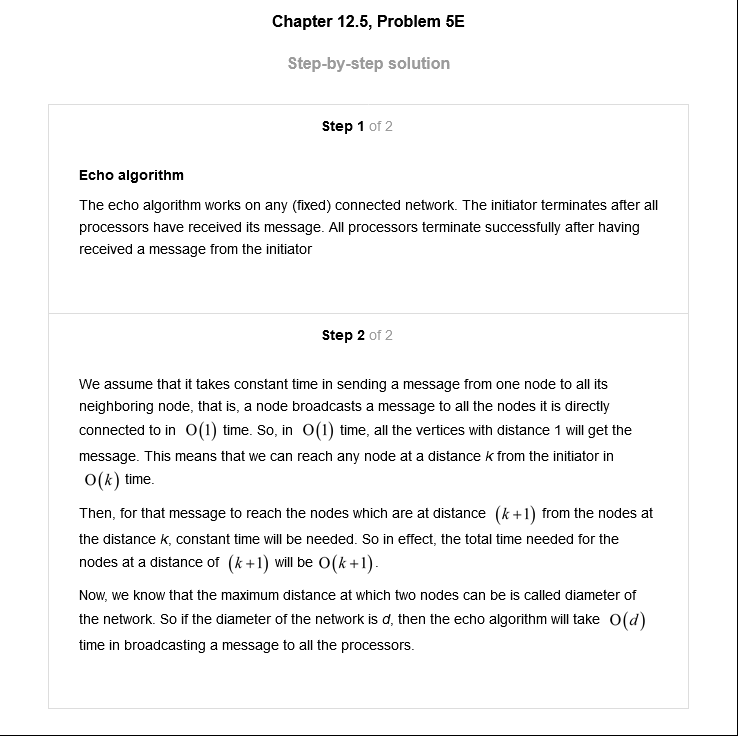 Chapter 12.5, Problem 5E
Step-by-step solution
Step 1 of 2
Echo algorithm
The echo algorithm works on any (fixed) connected network. The initiator terminates after all
processors have received its message. All processors terminate successfully after having
received a message from the initiator
Step 2 of 2
We assume that it takes constant time in sending a message from one node to all its
neighboring node, that is, a node broadcasts a message to all the nodes it is directly
connected to in O(1) time. So, in O(1) time, all the vertices with distance 1 will get the
message. This means that we can reach any node at a distance k from the initiator in
O(k) time.
Then, for that message to reach the nodes which are at distance (k+1) from the nodes at
the distance k, constant time will be needed. So in effect, the total time needed for the
nodes at a distance of (k+1) will be O(k+1).
Now, we know that the maximum distance at which two nodes can be is called diameter of
the network. So if the diameter of the network is d, then the echo algorithm will take O(d)
time in broadcasting a message to all the processors.